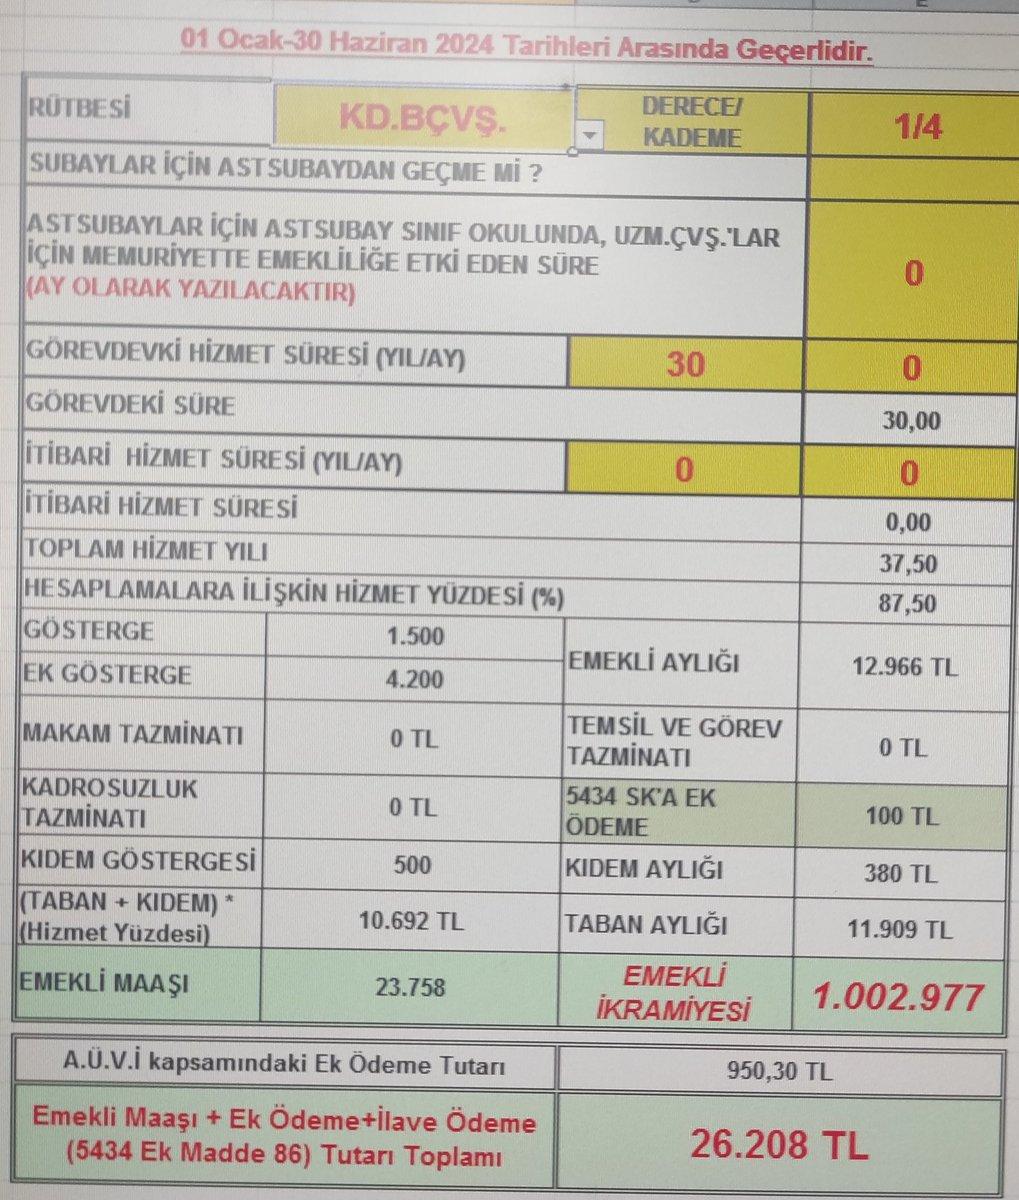 01 Ocak-30 Haziran 2024 Tarihleri Arasında Geçerlidir.
RÜTBESİ
KD.BÇVŞ.
DERECE/
KADEME
1/4
SUBAYLAR İÇİN ASTSUBAYDAN GEÇME Mİ ?
ASTSUBAYLAR İÇİN ASTSUBAY SINIF OKULUNDA, UZM.ÇVŞ.'LAR
İÇİN MEMURİYETTE EMEKLİLİĞE ETKİ EDEN SÜRE
(AY OLARAK YAZILACAKTIR)
0
GÖREVDEVKİ HİZMET SÜRESİ (YIL/AY)
30
0
GÖREVDEKİ SÜRE
30,00
İTİBARİ HİZMET SÜRESİ (YIL/AY)
0
0
İTİBARİ HİZMET SÜRESİ
0,00
TOPLAM HİZMET YILI
37,50
HESAPLAMALARA İLİŞKİN HİZMET YÜZDESİ (%)
87,50
GÖSTERGE
1.500
EK GÖSTERGE
4.200
EMEKLİ AYLIĞI
12.966 TL
MAKAM TAZMİNATI
0 TL
TEMSİL VE GÖREV
TAZMİNATI
0 TL
KADROSUZLUK
TAZMİNATI
0 TL
5434 SK'A EK
ÖDEME
100 TL
KIDEM GÖSTERGESİ
500
KIDEM AYLIĞI
380 TL
(TABAN + KIDEM) *
(Hizmet Yüzdesi)
10.692 TL
TABAN AYLIĞI
11.909 TL
EMEKLİ MAAŞI
23.758
EMEKLİ
İKRAMİYESİ
1.002.977
A.Ü.V.İ kapsamındaki Ek Ödeme Tutarı
950,30 TL
Emekli Maaşı + Ek Ödeme+İlave Ödeme
(5434 Ek Madde 86) Tutarı Toplamı
26.208 TL